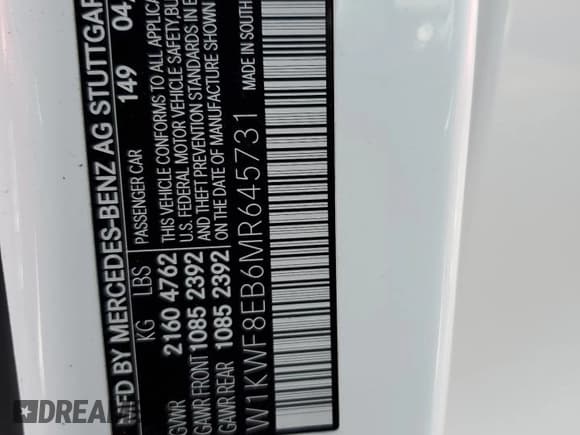 MFD BY MERCEDES-BENZ AG STUTTGAR
149 04
KG LBS PASSENGER CAR
GVWR 2160 4762
GAWR FRONT 1085 2392
GAWR REAR 1085 2392
THIS VEHICLE CONFORMS TO ALL APPLICA
U.S. FEDERAL MOTOR VEHICLE SAFETY, BU
AND THEFT PREVENTION STANDARDS IN E
ON THE DATE OF MANUFACTURE SHOWN
W1KWF8EB6MR645731 MADE IN SOUTH
DREAM